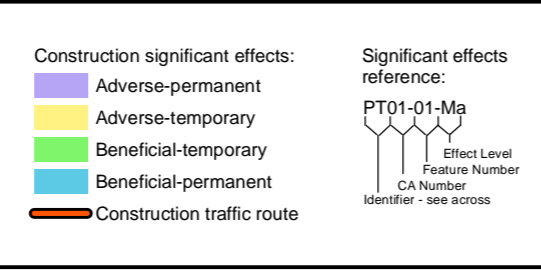 Construction significant effects:
Adverse-permanent
Adverse-temporary
Beneficial-temporary
Beneficial-permanent
Construction traffic route
Significant effects
reference:
PT01-01-Ma
Effect Level
Feature Number
CA Number
Identifier - see across